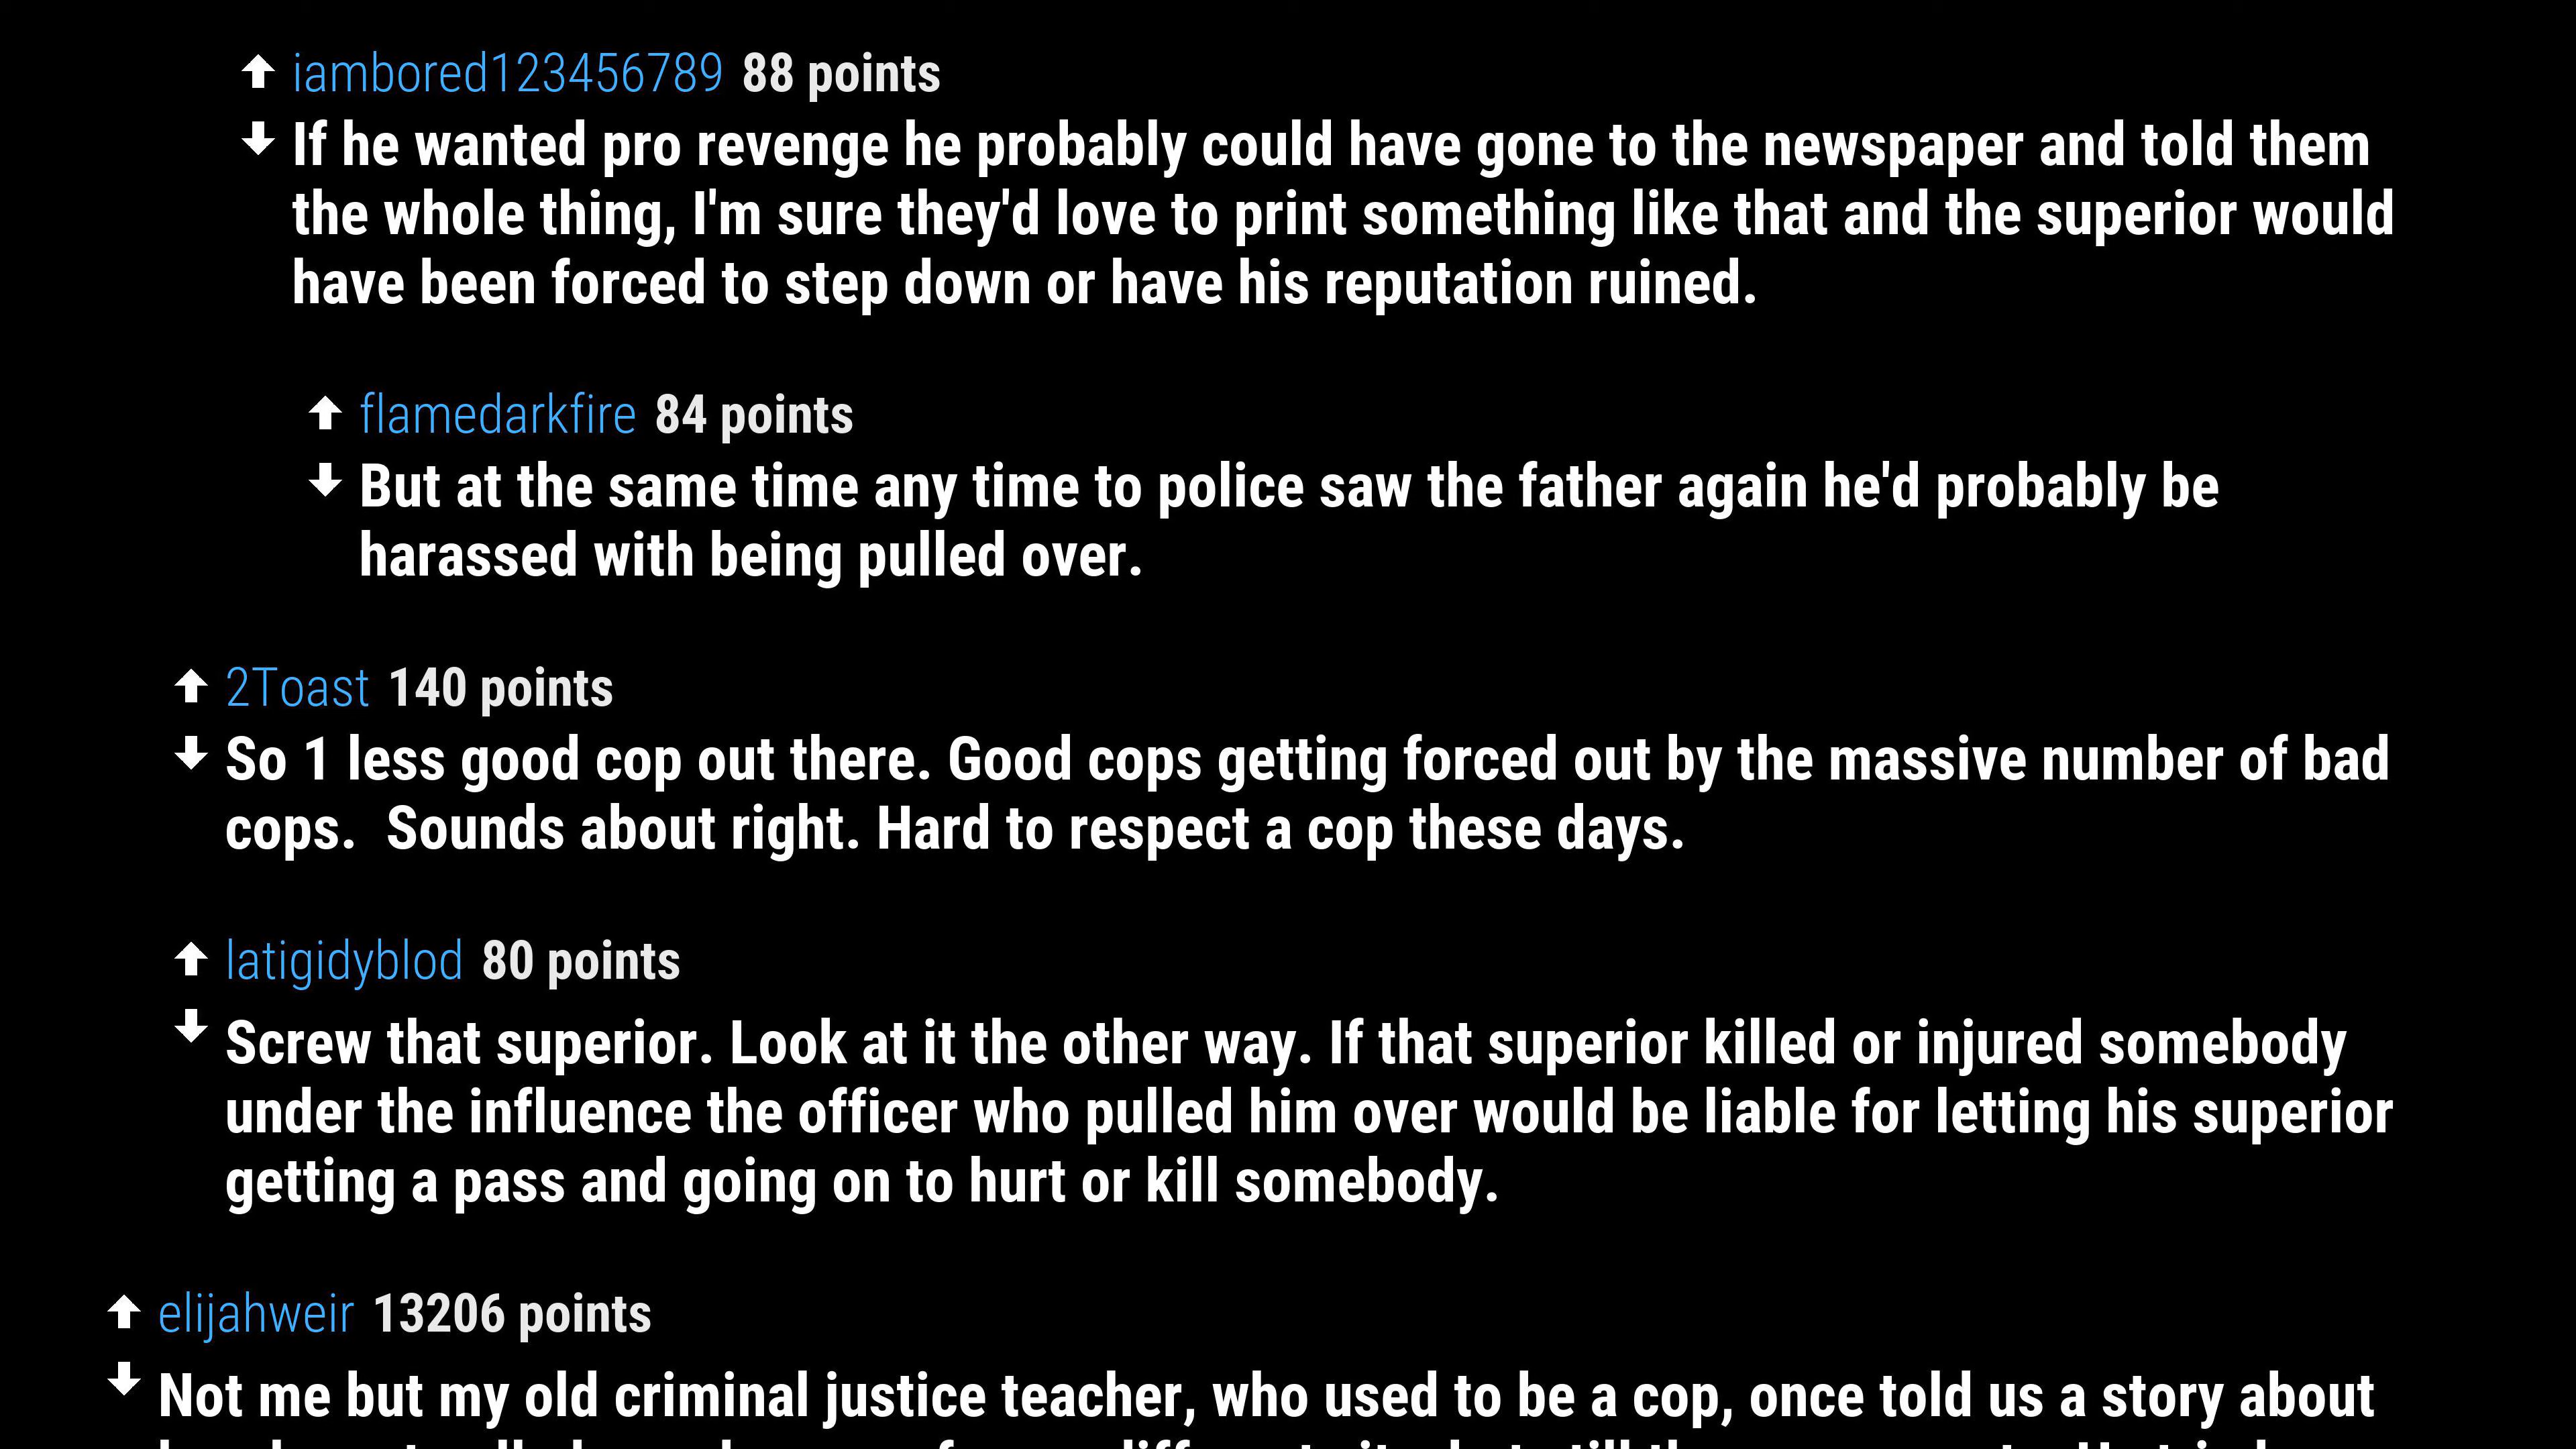 iambored123456789 88 points
If he wanted pro revenge he probably could have gone to the newspaper and told them
the whole thing, I'm sure they'd love to print something like that and the superior would
have been forced to step down or have his reputation ruined.
flamedarkfire 84 points
But at the same time any time to police saw the father again he'd probably be
harassed with being pulled over.
2Toast 140 points
So 1 less good cop out there. Good cops getting forced out by the massive number of bad
cops.  Sounds about right. Hard to respect a cop these days.
latigidyblod 80 points
Screw that superior. Look at it the other way. If that superior killed or injured somebody
under the influence the officer who pulled him over would be liable for letting his superior
getting a pass and going on to hurt or kill somebody.
elijahweir 13206 points
Not me but my old criminal justice teacher, who used to be a cop, once told us a story about